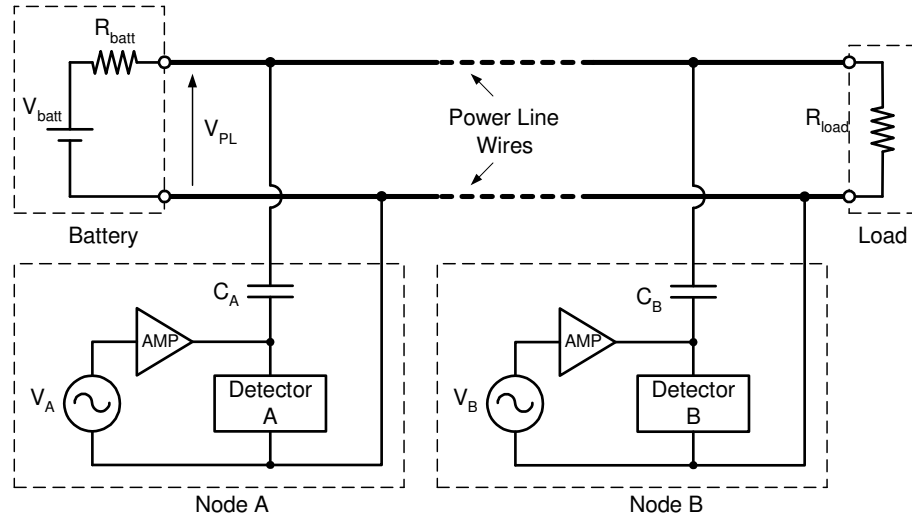 R_batt
V_batt
V_PL
Power Line
Wires
R_load
Battery
Load
C_A
AMP
V_A
Detector
A
Node A
C_B
AMP
V_B
Detector
B
Node B